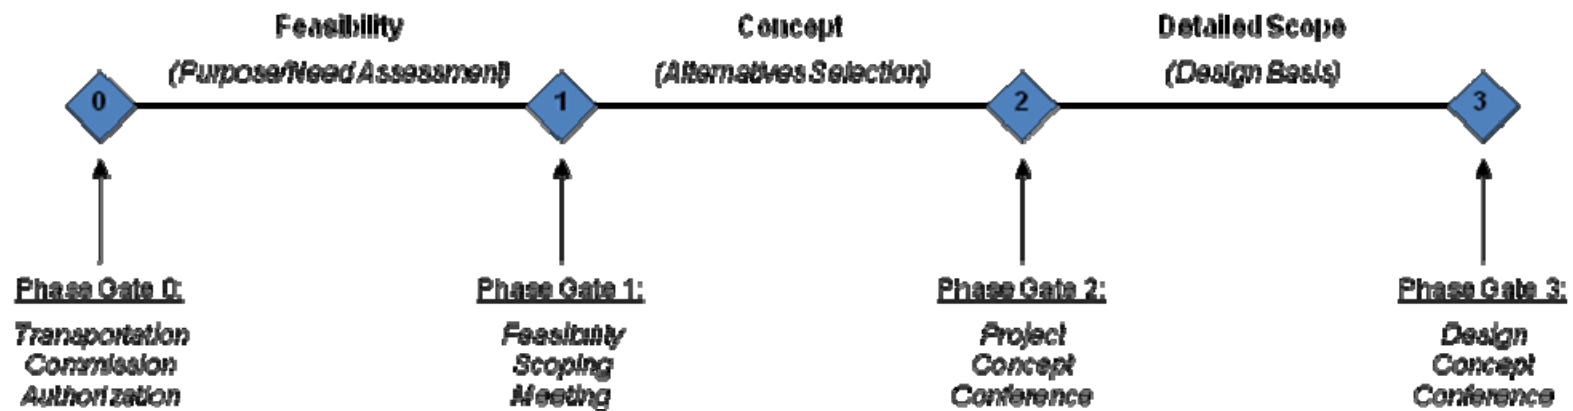 Feasibility
(Purpose/Need Assessment)
Concept
(Alternatives Selection)
Detailed Scope
(Design Basis)
0
1
2
3
Phase Gate 0:
Transportation
Commission
Authorization
Phase Gate 1:
Feasibility
Scoping
Meeting
Phase Gate 2:
Project
Concept
Conference
Phase Gate 3:
Design
Concept
Conference